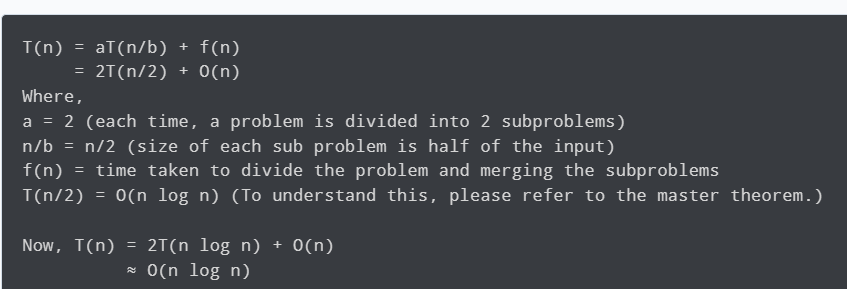 T(n) = aT(n/b) + f(n)
= 2T(n/2) + O(n)
Where,
a = 2 (each time, a problem is divided into 2 subproblems)
n/b = n/2 (size of each sub problem is half of the input)
f(n) = time taken to divide the problem and merging the subproblems
T(n/2) = O(n log n) (To understand this, please refer to the master theorem.)
Now, T(n) = 2T(n log n) + O(n)
≈ O(n log n)